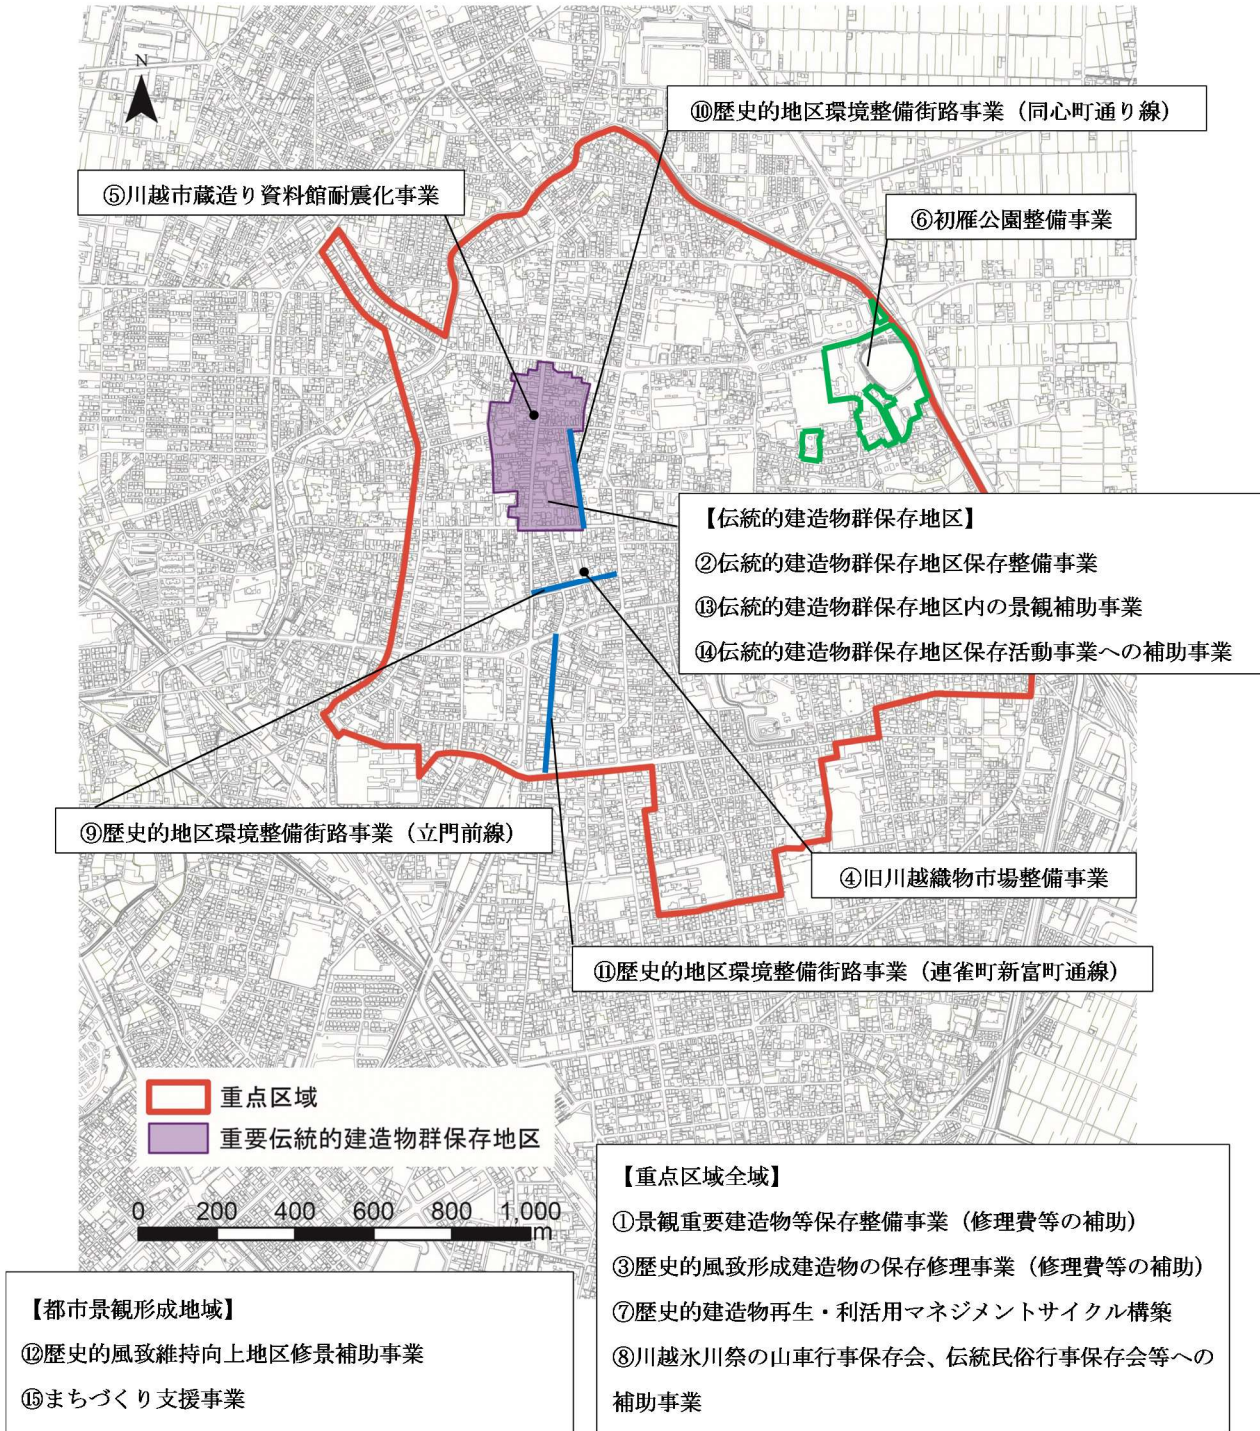 N
⑩歴史的地区環境整備街路事業（同心町通り線）
⑤川越市蔵造り資料館耐震化事業
⑥初雁公園整備事業
【伝統的建造物群保存地区】
②伝統的建造物群保存地区保存整備事業
⑬伝統的建造物群保存地区内の景観補助事業
⑭伝統的建造物群保存地区保存活動事業への補助事業
⑨歴史的地区環境整備街路事業（立門前線）
④旧川越織物市場整備事業
⑪歴史的地区環境整備街路事業（連雀町新富町通線）
重点区域
重要伝統的建造物群保存地区
0 200 400 600 800 1,000
m
【重点区域全域】
①景観重要建造物等保存整備事業（修理費等の補助）
③歴史的風致形成建造物の保存修理事業（修理費等の補助）
⑦歴史的建造物再生・利活用マネジメントサイクル構築
⑧川越氷川祭の山車行事保存会、伝統民俗行事保存会等への
補助事業
【都市景観形成地域】
⑫歴史的風致維持向上地区修景補助事業
⑮まちづくり支援事業